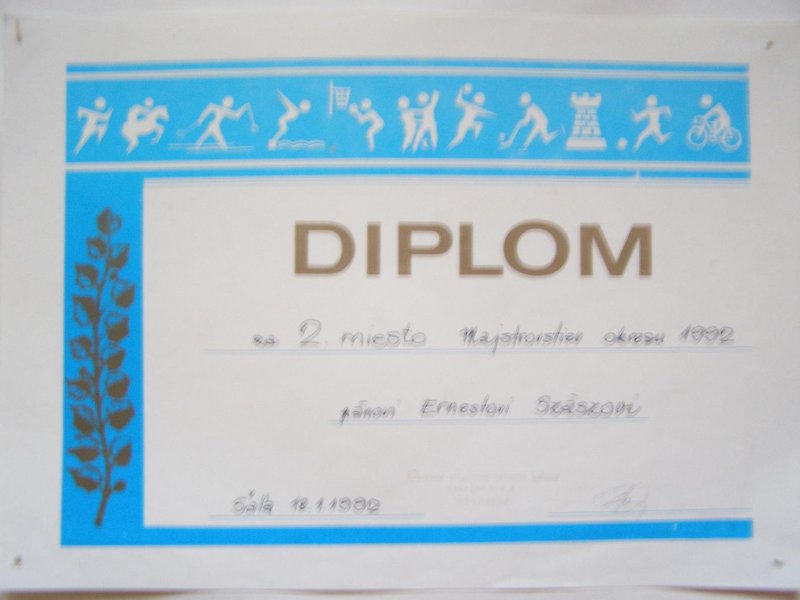 DIPLOM
za 2. miesto Majstrovstiev okresu 1992
pánovi Ernestovi Szászovi
Šaľa 18.1.1992